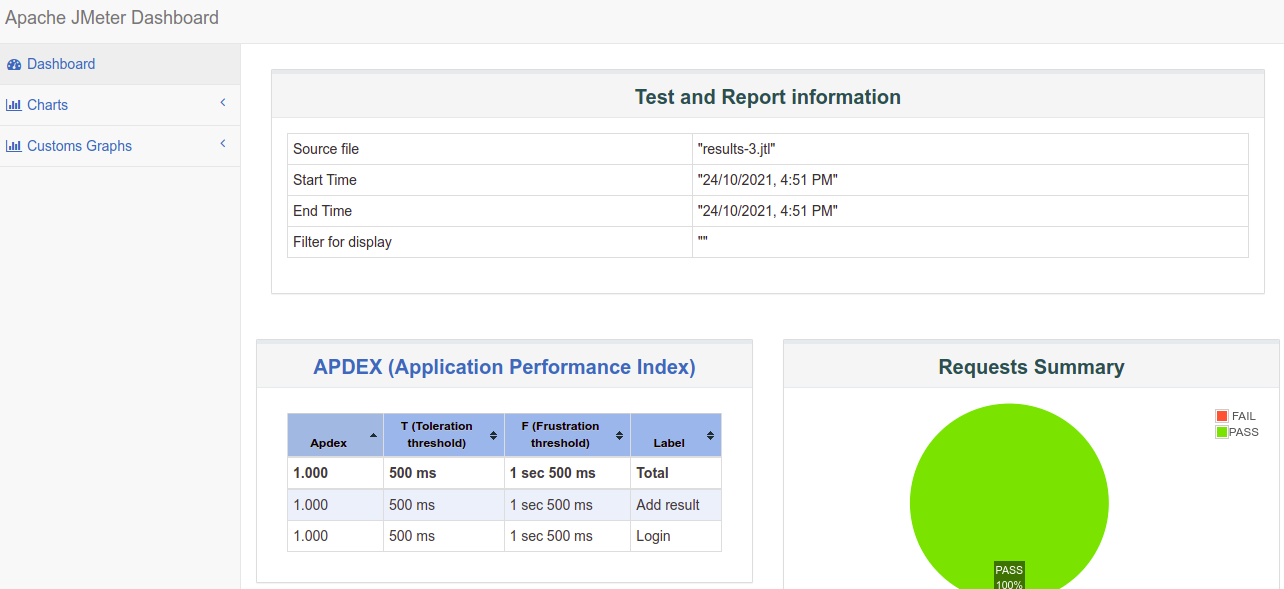 Apache JMeter Dashboard
Dashboard
Charts
Customs Graphs
Test and Report information
Source file "results-3.jtl"
Start Time "24/10/2021, 4:51 PM"
End Time "24/10/2021, 4:51 PM"
Filter for display ""
APDEX (Application Performance Index)
Apdex T (Toleration threshold) F (Frustration threshold) Label
1.000 500 ms 1 sec 500 ms Total
1.000 500 ms 1 sec 500 ms Add result
1.000 500 ms 1 sec 500 ms Login
Requests Summary
FAIL
PASS
PASS
100%